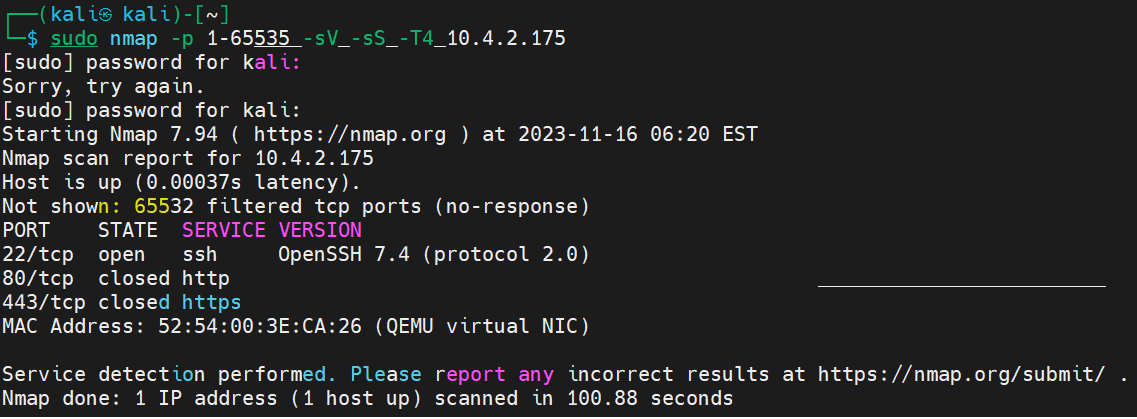 ┌──(kali㉿ kali)-[~]
└─$ sudo nmap -p 1-65535 -sV -sS -T4 10.4.2.175
[sudo] password for kali:
Sorry, try again.
[sudo] password for kali:
Starting Nmap 7.94 ( https://nmap.org ) at 2023-11-16 06:20 EST
Nmap scan report for 10.4.2.175
Host is up (0.00037s latency).
Not shown: 65532 filtered tcp ports (no-response)
PORT    STATE  SERVICE VERSION
22/tcp  open   ssh     OpenSSH 7.4 (protocol 2.0)
80/tcp  closed http
443/tcp closed https
MAC Address: 52:54:00:3E:CA:26 (QEMU virtual NIC)
Service detection performed. Please report any incorrect results at https://nmap.org/submit/ .
Nmap done: 1 IP address (1 host up) scanned in 100.88 seconds